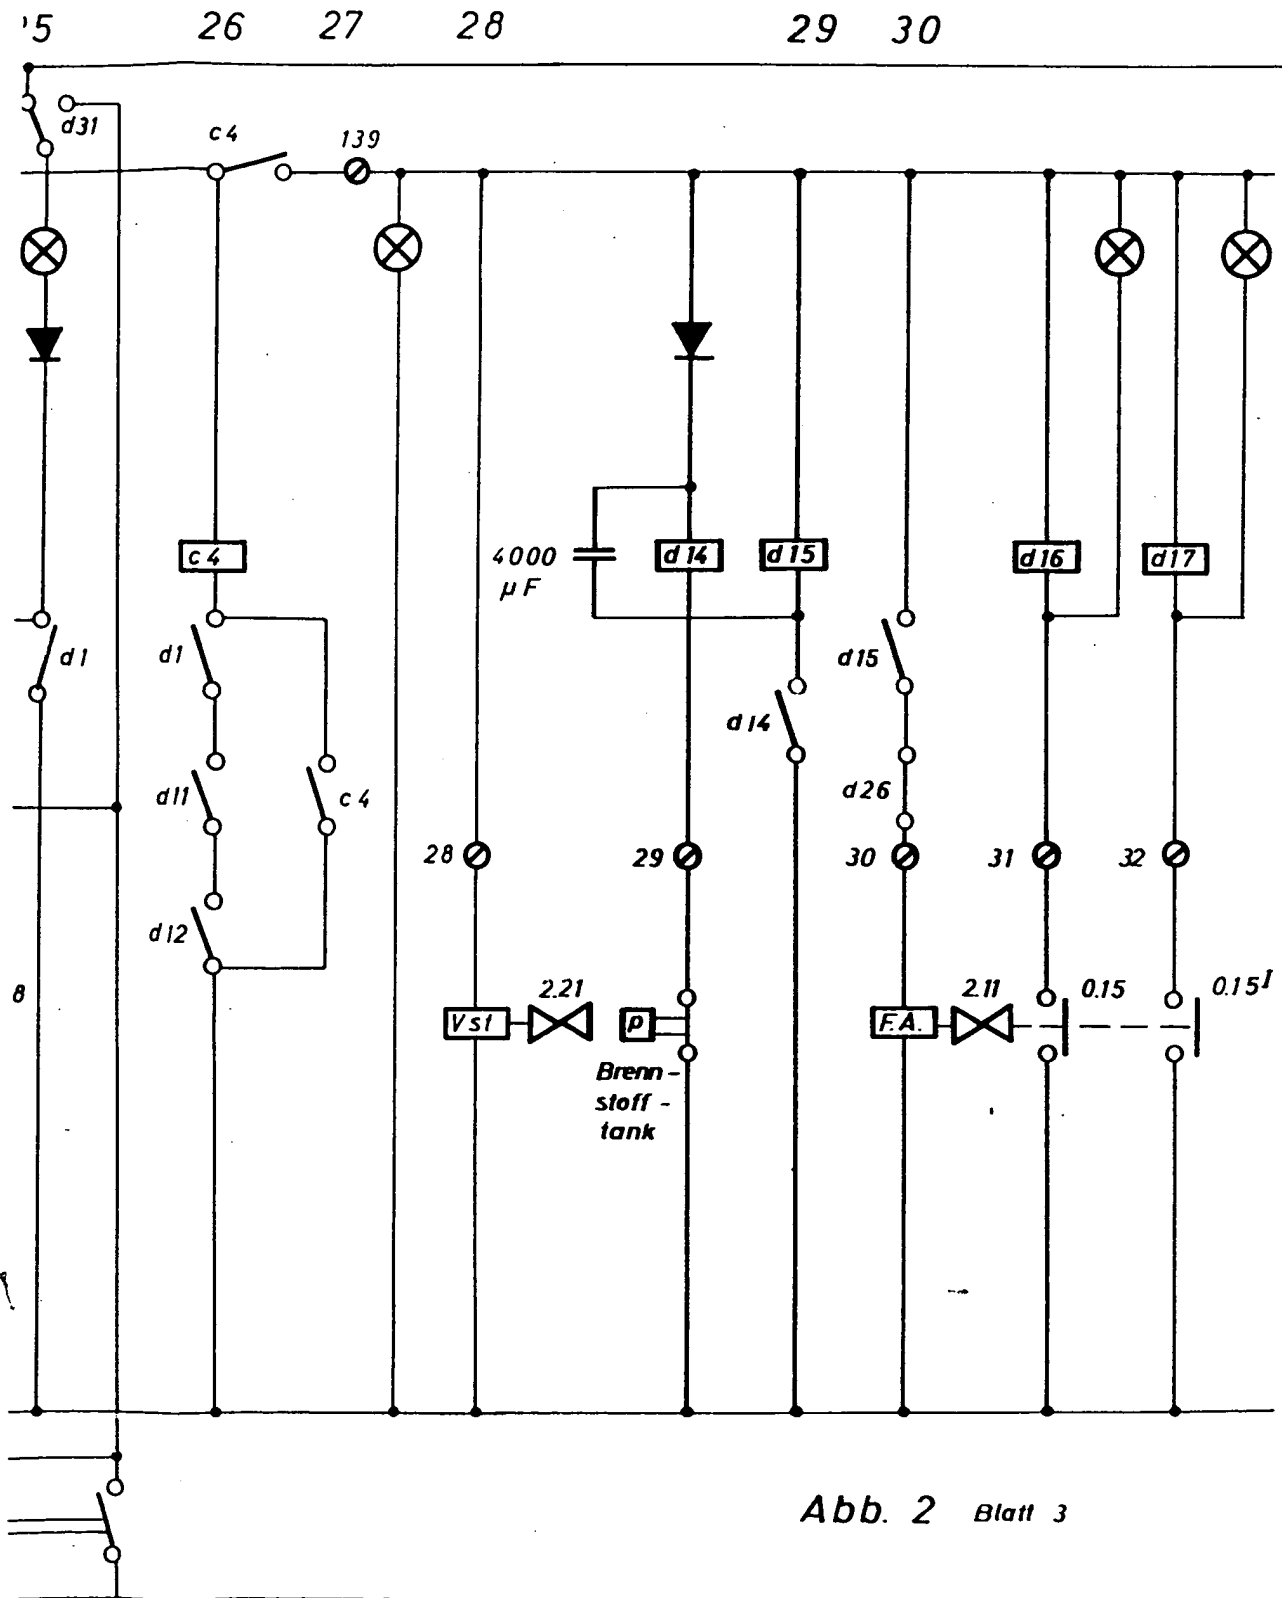 '5 26 27 28 29 30
d31
c4 139
c4
4000
µF
d14 d15 d16 d17
d1 d1 d15
d14
d11 c4 d26
28 29 30 31 32
d12
8 2.21 2.11 0.15 0.15I
Vst p F.A.
Brenn-
stoff-
tank
Abb. 2 Blatt 3